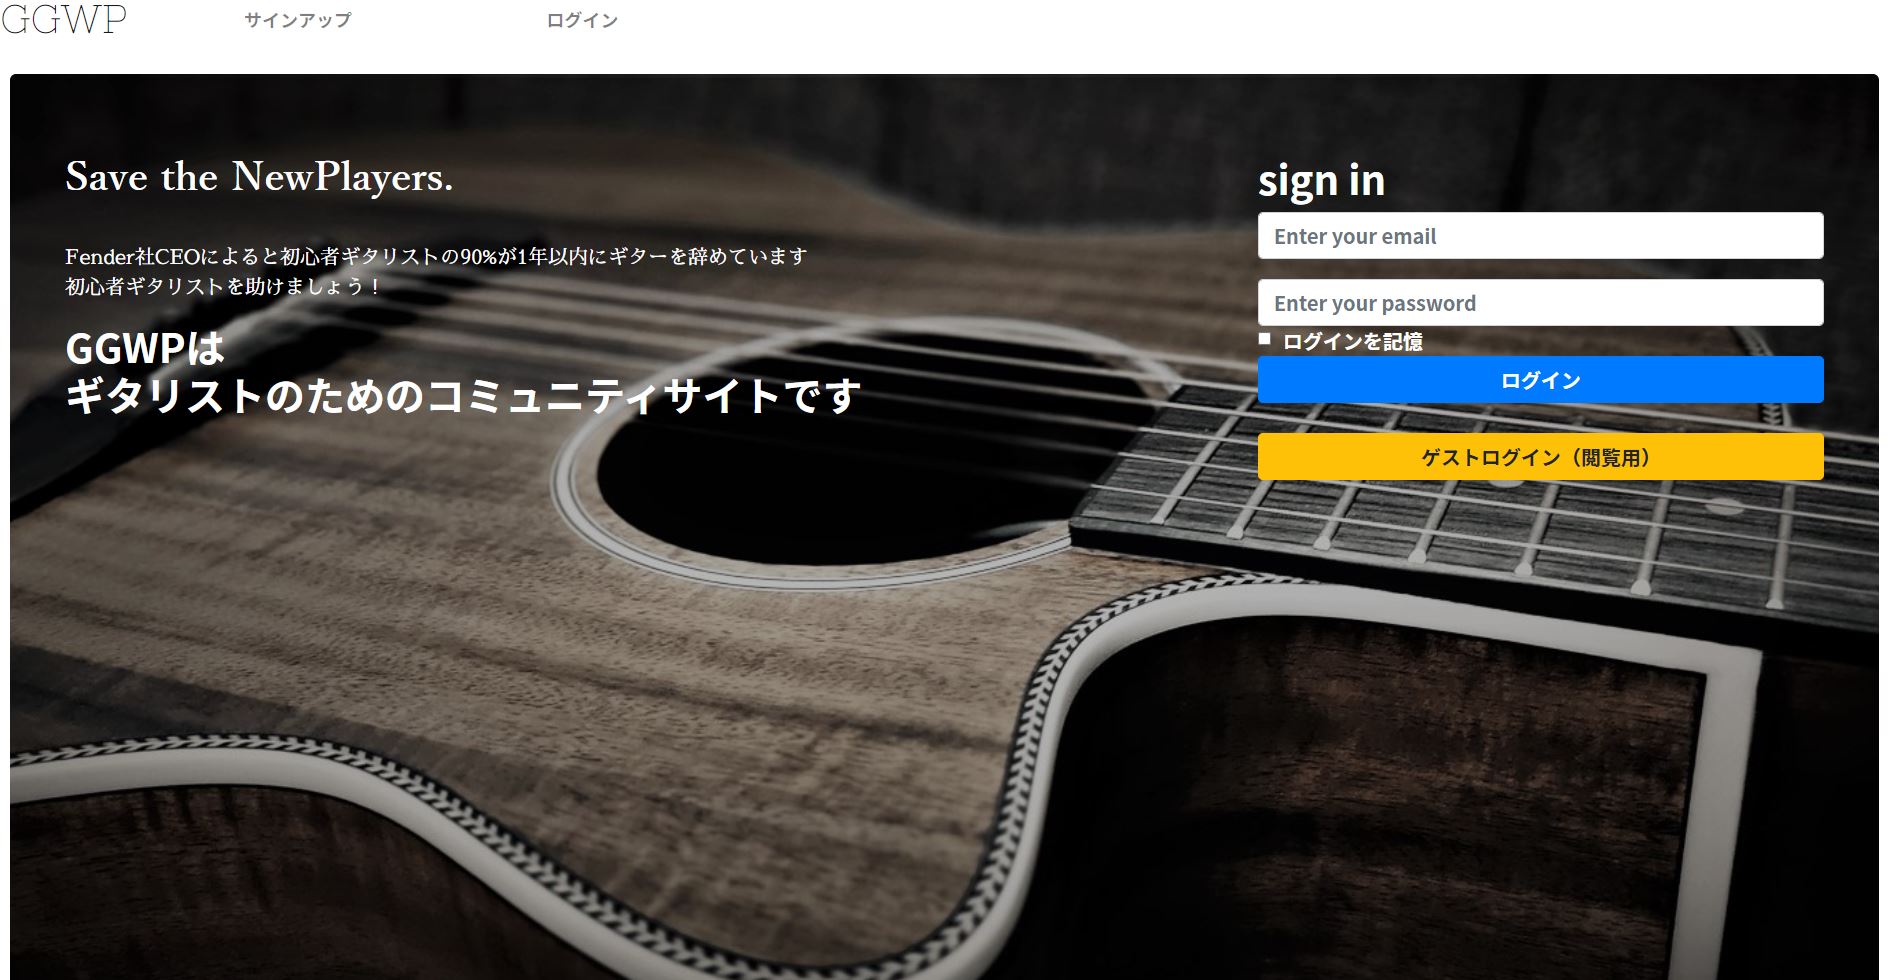 GGWP
サインアップ
ログイン
Save the NewPlayers.
Fender社CEOによると初心者ギタリストの90%が1年以内にギターを辞めています
初心者ギタリストを助けましょう！
GGWPは
ギタリストのためのコミュニティサイトです
sign in
Enter your email
Enter your password
ログインを記憶
ログイン
ゲストログイン（閲覧用）